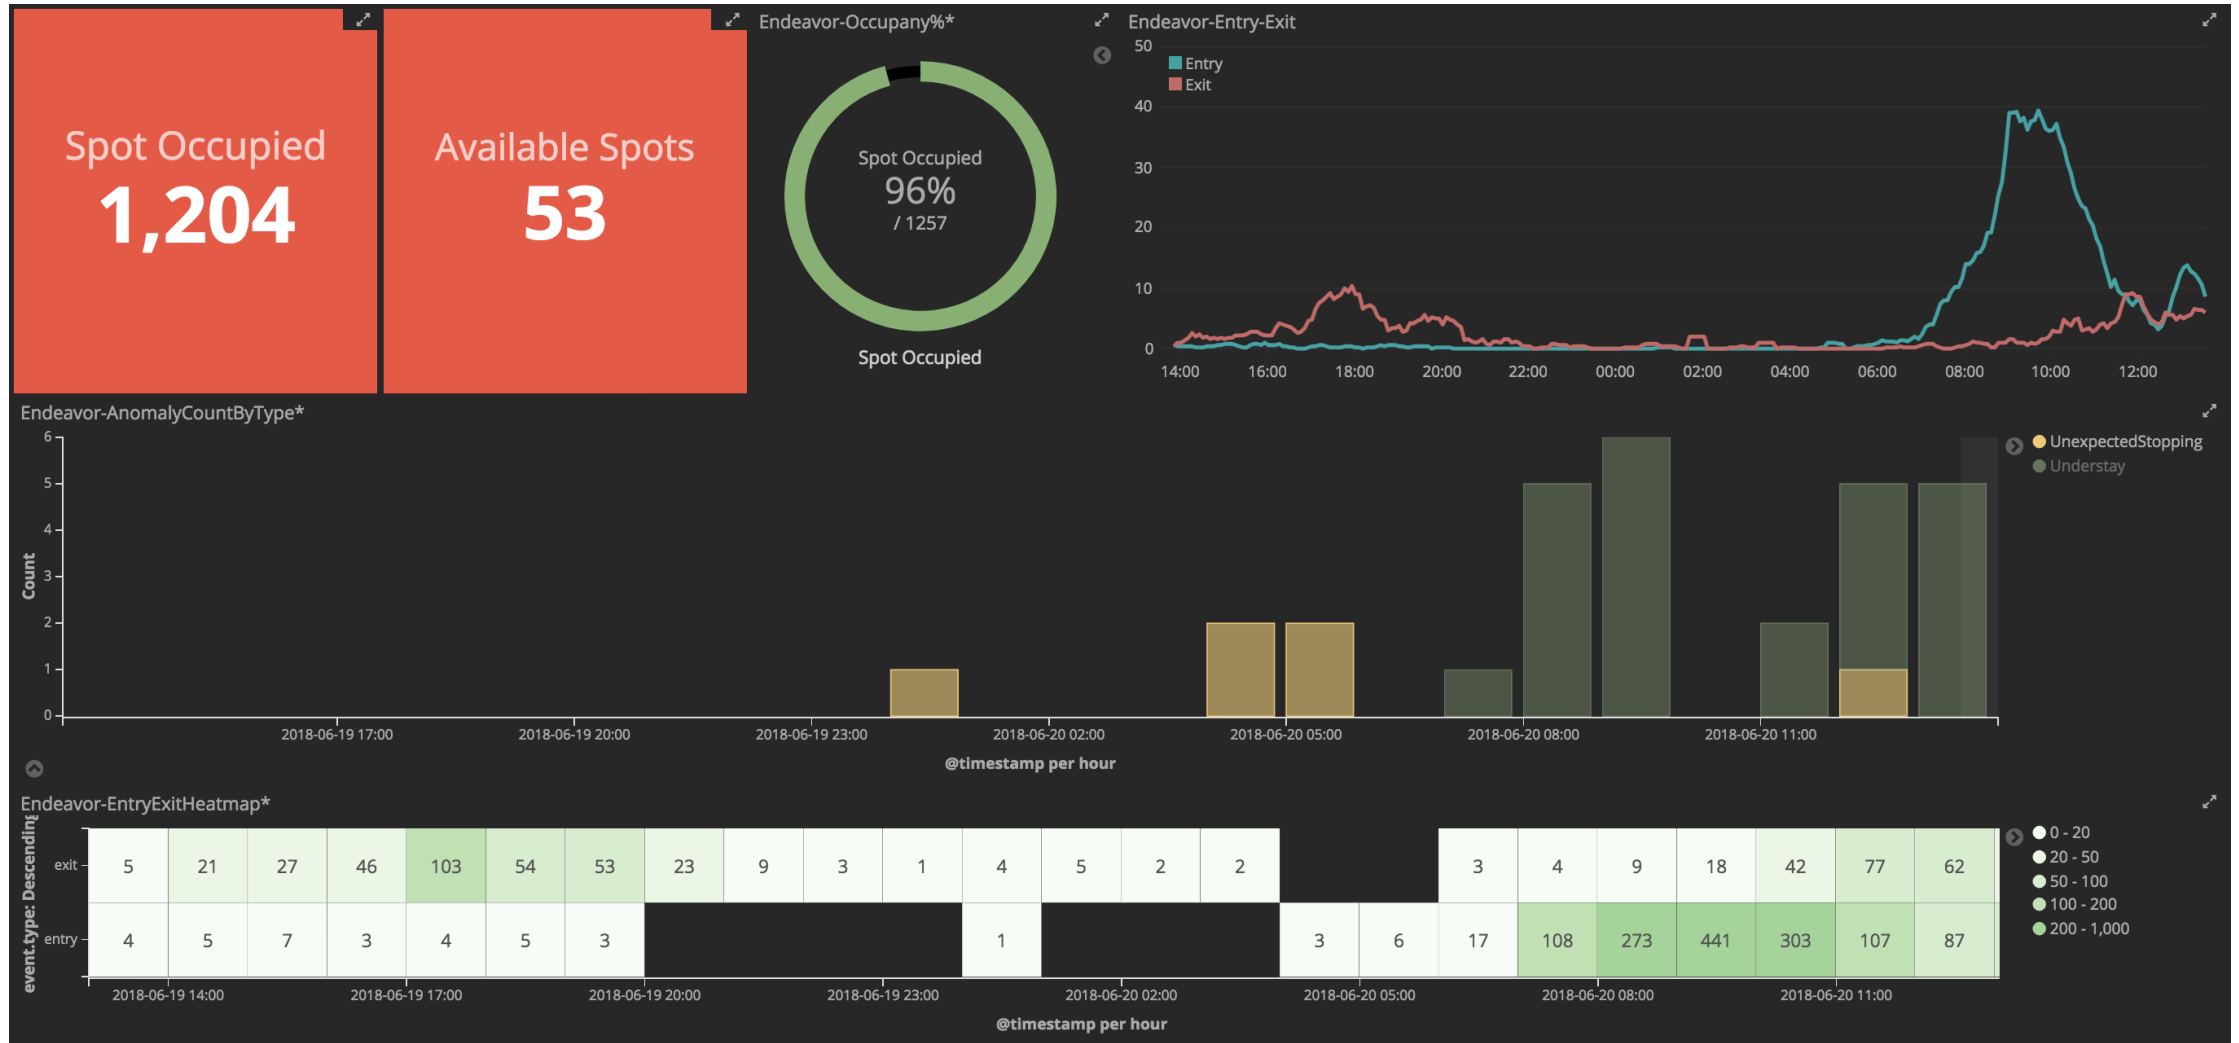 Spot Occupied
1,204
Available Spots
53
Endeavor-Occupany%*
Spot Occupied
96%
/ 1257
Spot Occupied
Endeavor-Entry-Exit
Entry
Exit
50
40
30
20
10
0
14:00 16:00 18:00 20:00 22:00 00:00 02:00 04:00 06:00 08:00 10:00 12:00
Endeavor-AnomalyCountByType*
UnexpectedStopping
Understay
Count
6
5
4
3
2
1
0
2018-06-19 17:00 2018-06-19 20:00 2018-06-19 23:00 2018-06-20 02:00 2018-06-20 05:00 2018-06-20 08:00 2018-06-20 11:00
@timestamp per hour
Endeavor-EntryExitHeatmap*
event.type: Descending
exit 5 21 27 46 103 54 53 23 9 3 1 4 5 2 2 3 4 9 18 42 77 62
entry 4 5 7 3 4 5 3 1 3 6 17 108 273 441 303 107 87
0 - 20
20 - 50
50 - 100
100 - 200
200 - 1,000
2018-06-19 14:00 2018-06-19 17:00 2018-06-19 20:00 2018-06-19 23:00 2018-06-20 02:00 2018-06-20 05:00 2018-06-20 08:00 2018-06-20 11:00
@timestamp per hour